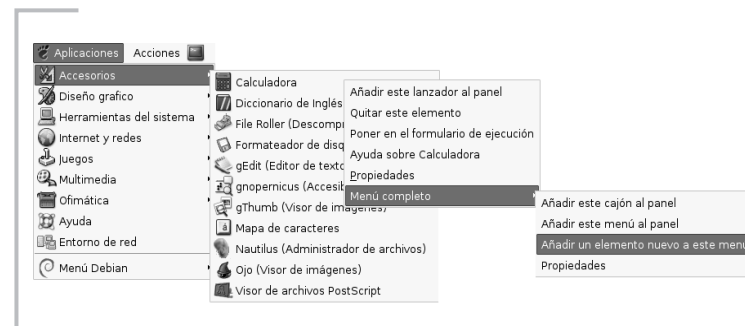 Aplicaciones Acciones
Accesorios
Diseño grafico
Herramientas del sistema
Internet y redes
Juegos
Multimedia
Ofimática
Ayuda
Entorno de red
Menú Debian
Calculadora
Diccionario de Inglés
File Roller (Descompr
Formateador de disq
gEdit (Editor de texto
gnopernicus (Accesib
gThumb (Visor de imágenes)
Mapa de caracteres
Nautilus (Administrador de archivos)
Ojo (Visor de imágenes)
Visor de archivos PostScript
Añadir este lanzador al panel
Quitar este elemento
Poner en el formulario de ejecución
Ayuda sobre Calculadora
Propiedades
Menú completo
Añadir este cajón al panel
Añadir este menú al panel
Añadir un elemento nuevo a este menú
Propiedades